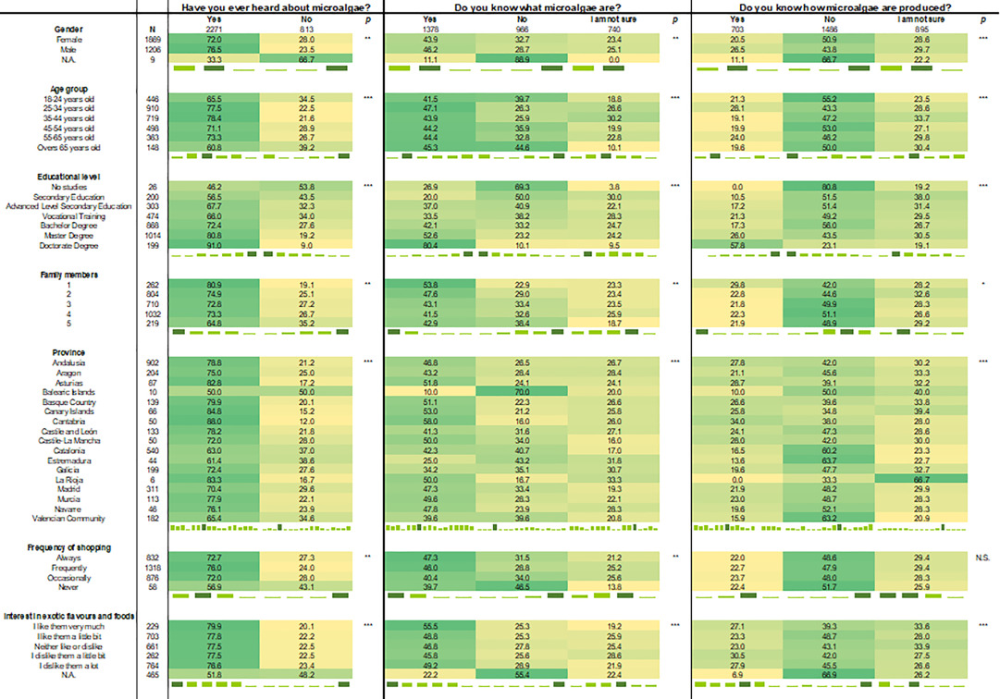 Have you ever heard about microalgae? Do you know what microalgae are? Do you know how microalgae are produced?
Yes No p Yes No I am not sure p Yes No I am not sure p
Gender N 2271 813 1378 966 740 703 1486 895
Female 1869 72.0 28.0 ** 43.9 32.7 23.4 ** 20.5 50.9 28.6 ***
Male 1206 76.5 23.5 46.2 28.7 25.1 26.5 43.8 29.7
N.A. 9 33.3 66.7 11.1 88.9 0.0 11.1 66.7 22.2
Age group
18-24 years old 446 65.5 34.5 *** 41.5 39.7 18.8 *** 21.3 55.2 23.5 ***
25-34 years old 910 77.5 22.5 47.1 26.3 26.6 28.1 43.3 28.6
35-44 years old 719 78.4 21.6 43.9 25.9 30.2 19.1 47.2 33.7
45-54 years old 498 71.1 28.9 44.2 35.9 19.9 19.9 53.0 27.1
55-65 years old 363 73.3 26.7 44.4 32.8 22.8 24.0 46.2 29.8
Overs 65 years old 148 60.8 39.2 45.3 44.6 10.1 19.6 50.0 30.4
Educational level
No studies 26 46.2 53.8 *** 26.9 69.3 3.8 *** 0.0 80.8 19.2 ***
Secondary Education 200 56.5 43.5 20.0 50.0 30.0 10.5 51.5 38.0
Advanced Level Secondary Education 303 67.7 32.3 37.0 40.9 22.1 17.2 51.4 31.4
Vocational Training 474 66.0 34.0 33.5 38.2 28.3 21.3 49.2 29.5
Bachelor Degree 868 72.4 27.6 42.1 33.2 24.7 17.3 56.0 26.7
Master Degree 1014 80.8 19.2 52.6 23.2 24.2 26.0 43.5 30.5
Doctorate Degree 199 91.0 9.0 80.4 10.1 9.5 57.8 23.1 19.1
Family members
1 262 80.9 19.1 ** 53.8 22.9 23.3 ** 29.8 42.0 28.2 *
2 804 74.9 25.1 47.6 29.0 23.4 22.8 44.6 32.6
3 710 72.8 27.2 43.1 33.4 23.5 21.8 49.9 28.3
4 1032 73.3 26.7 41.5 32.6 25.9 22.3 51.1 26.6
5 219 64.8 35.2 42.9 38.4 18.7 21.9 48.9 29.2
Province
Andalusia 902 78.8 21.2 *** 46.8 26.5 26.7 *** 27.8 42.0 30.2 ***
Aragon 204 75.0 25.0 43.2 28.4 28.4 21.1 45.6 33.3
Asturias 87 82.8 17.2 51.8 24.1 24.1 28.7 39.1 32.2
Balearic Islands 10 50.0 50.0 10.0 70.0 20.0 10.0 50.0 40.0
Basque Country 139 79.9 20.1 51.1 22.3 26.6 26.6 39.6 33.8
Canary Islands 66 84.8 15.2 53.0 21.2 25.8 25.8 34.8 39.4
Cantabria 50 88.0 12.0 58.0 16.0 26.0 34.0 38.0 28.0
Castile and León 133 78.2 21.8 41.3 31.6 27.1 24.1 47.3 28.6
Castile-La Mancha 50 72.0 28.0 50.0 34.0 16.0 28.0 42.0 30.0
Catalonia 540 63.0 37.0 42.3 40.7 17.0 16.5 60.2 23.3
Estremadura 44 61.4 38.6 25.0 43.2 31.8 13.6 63.7 22.7
Galicia 199 72.4 27.6 34.2 35.1 30.7 19.6 47.7 32.7
La Rioja 6 83.3 16.7 50.0 16.7 33.3 0.0 33.3 66.7
Madrid 311 70.4 29.6 47.3 33.4 19.3 21.9 48.2 29.9
Murcia 113 77.9 22.1 49.6 28.3 22.1 23.0 48.7 28.3
Navarre 46 76.1 23.9 47.8 23.9 28.3 19.6 52.1 28.3
Valencian Community 182 65.4 34.6 39.6 39.6 20.8 15.9 63.2 20.9
Frequency of shopping
Always 832 72.7 27.3 ** 47.3 31.5 21.2 ** 22.0 48.6 29.4 N.S.
Frequently 1318 76.0 24.0 46.0 28.8 25.2 22.7 47.9 29.4
Occasionally 876 72.0 28.0 40.4 34.0 25.6 23.7 48.0 28.3
Never 58 56.9 43.1 39.7 46.5 13.8 22.4 51.7 25.9
Interest in exotic flavours and foods
I like them very much 229 79.9 20.1 *** 55.5 25.3 19.2 *** 27.1 39.3 33.6 ***
I like them a little bit 703 77.8 22.2 48.8 25.3 25.9 23.3 48.7 28.0
Neither like or dislike 661 77.5 22.5 46.8 25.3 27.9 23.0 43.1 33.9
I dislike them a little bit 262 77.5 22.5 45.8 25.6 28.6 30.5 42.0 27.5
I dislike them a lot 764 76.6 23.4 49.2 28.9 21.9 27.9 45.5 26.6
N.A. 465 51.8 48.2 22.2 55.4 22.4 6.9 66.9 26.2